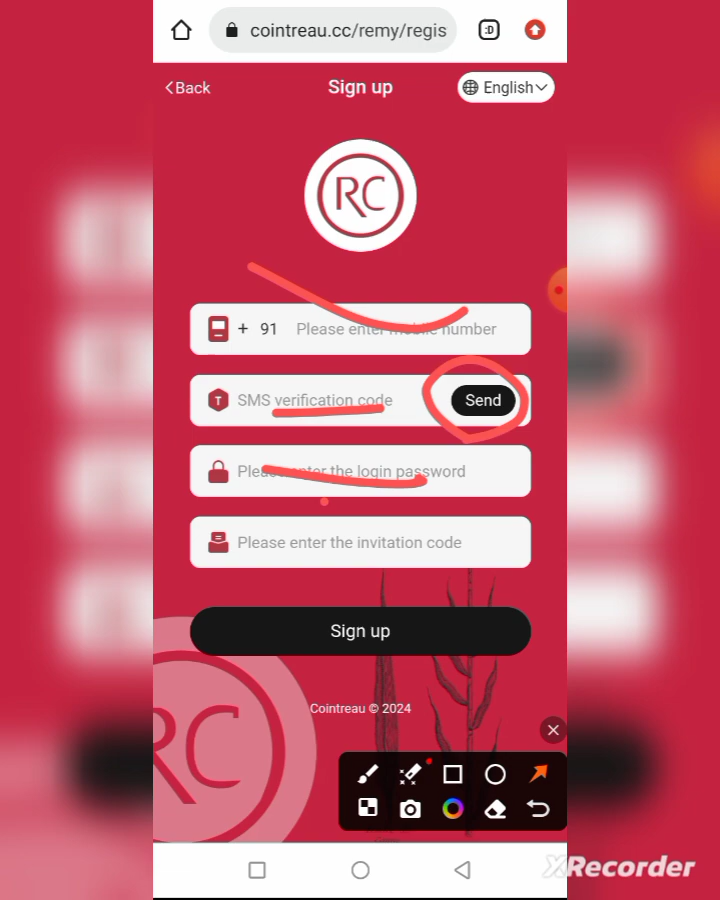 cointreau.cc/remy/regis
:D
Back
Sign up
English
RC
+ 91 Please enter mobile number
T SMS verification code
Send
Please enter the login password
Please enter the invitation code
Sign up
Cointreau © 2024
RC
XRecorder